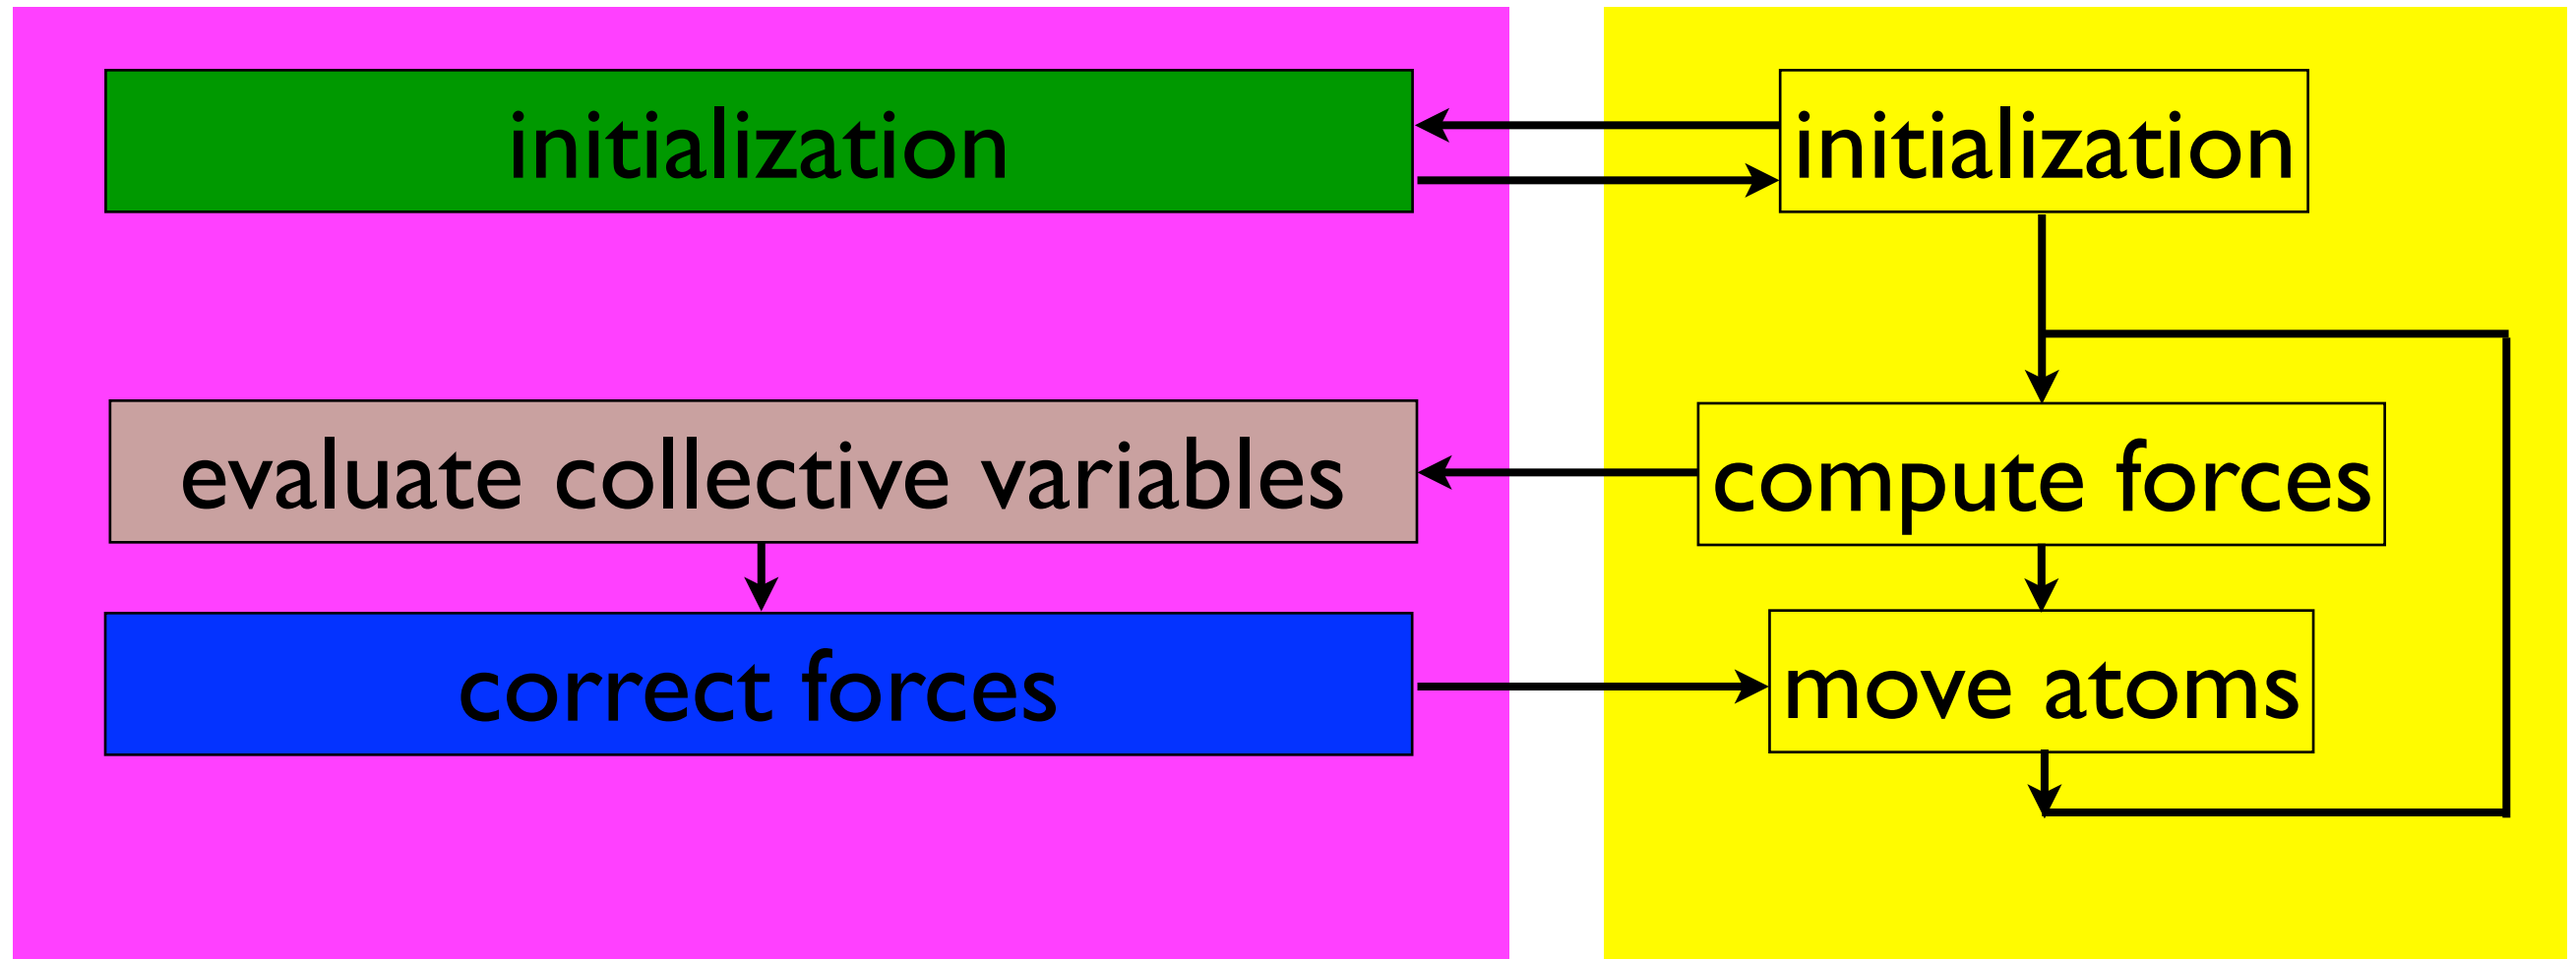 initialization
initialization
evaluate collective variables
compute forces
correct forces
move atoms